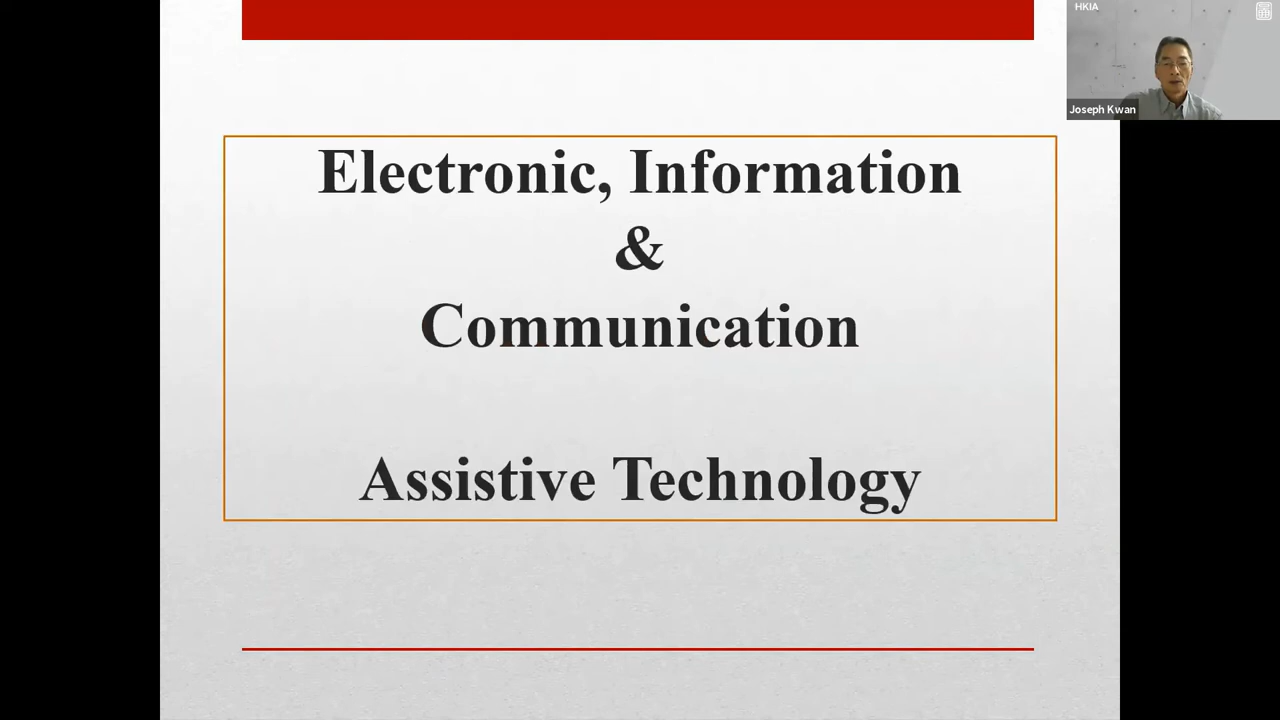 HKIA
Joseph Kwan
Electronic, Information
&
Communication
Assistive Technology